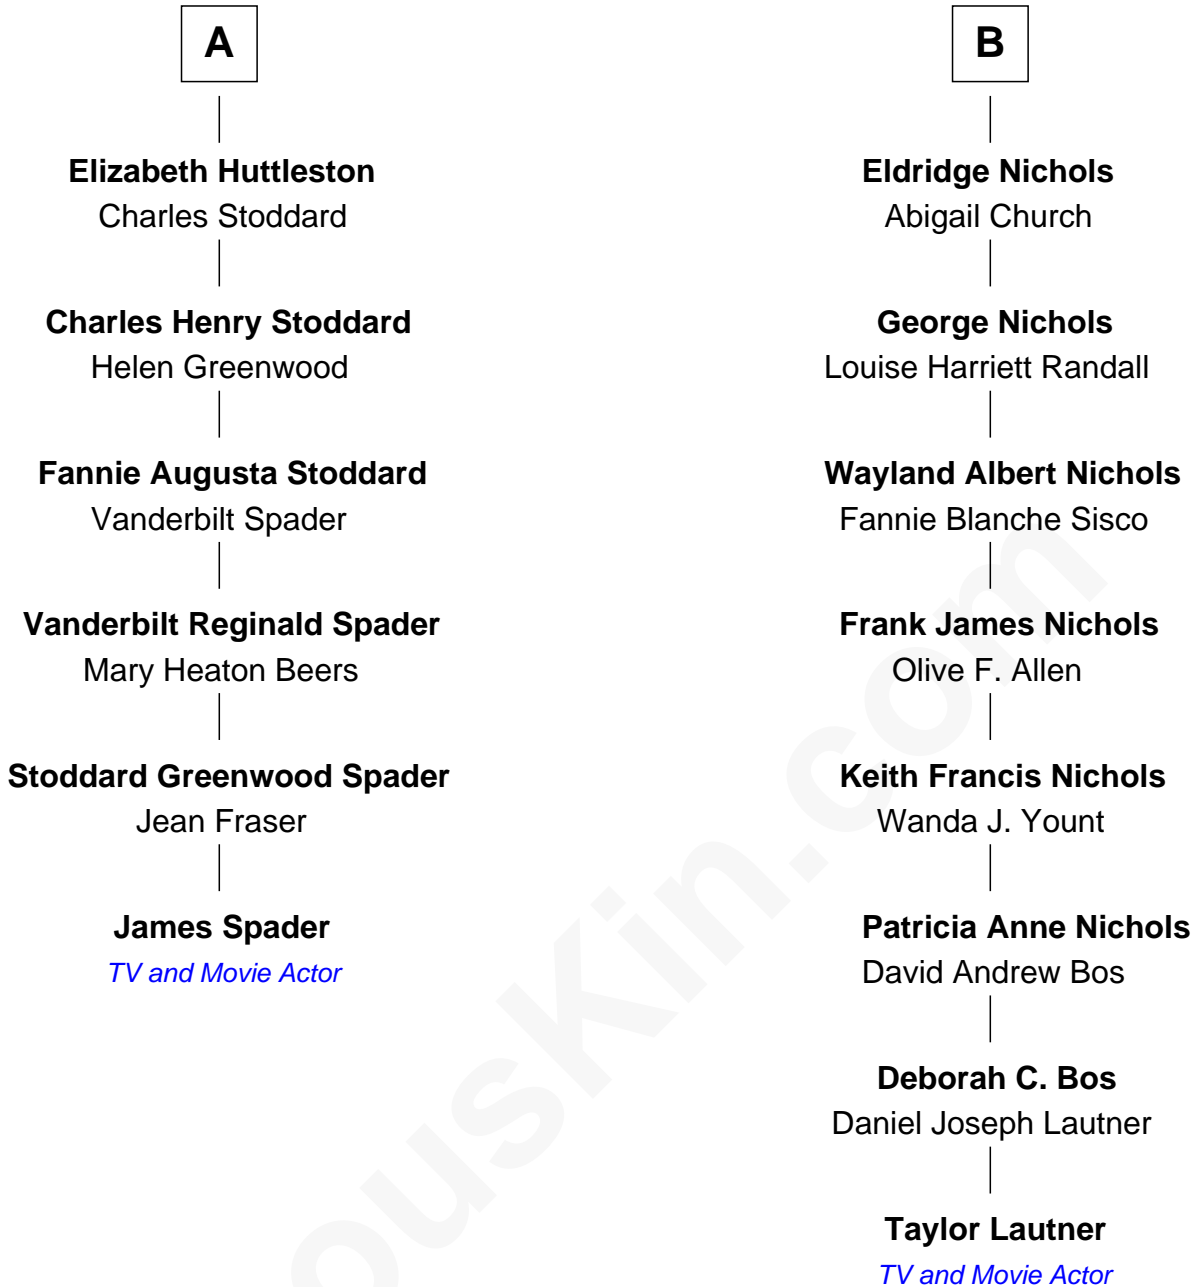 A
Elizabeth Huttleston
Charles Stoddard
Charles Henry Stoddard
Helen Greenwood
Fannie Augusta Stoddard
Vanderbilt Spader
Vanderbilt Reginald Spader
Mary Heaton Beers
Stoddard Greenwood Spader
Jean Fraser
James Spader
TV and Movie Actor
B
Eldridge Nichols
Abigail Church
George Nichols
Louise Harriett Randall
Wayland Albert Nichols
Fannie Blanche Sisco
Frank James Nichols
Olive F. Allen
Keith Francis Nichols
Wanda J. Yount
Patricia Anne Nichols
David Andrew Bos
Deborah C. Bos
Daniel Joseph Lautner
Taylor Lautner
TV and Movie Actor
ousKin.com